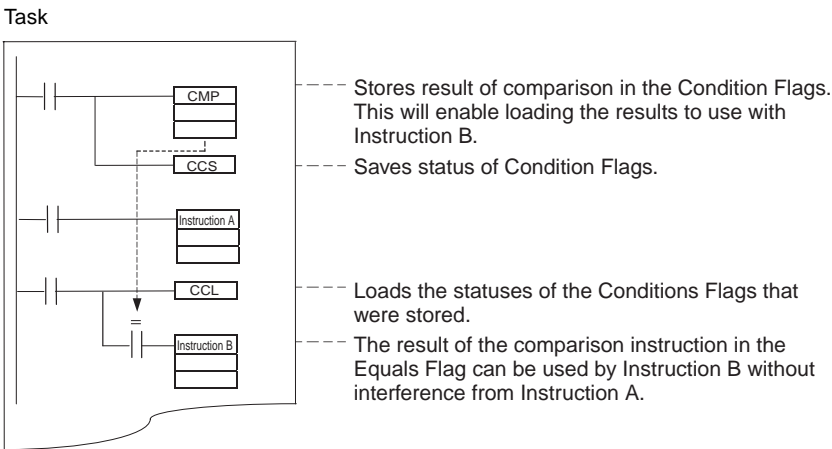 Task
CMP
Stores result of comparison in the Condition Flags.
This will enable loading the results to use with
Instruction B.
CCS
Saves status of Condition Flags.
Instruction A
CCL
Loads the statuses of the Conditions Flags that
were stored.
=
Instruction B
The result of the comparison instruction in the
Equals Flag can be used by Instruction B without
interference from Instruction A.